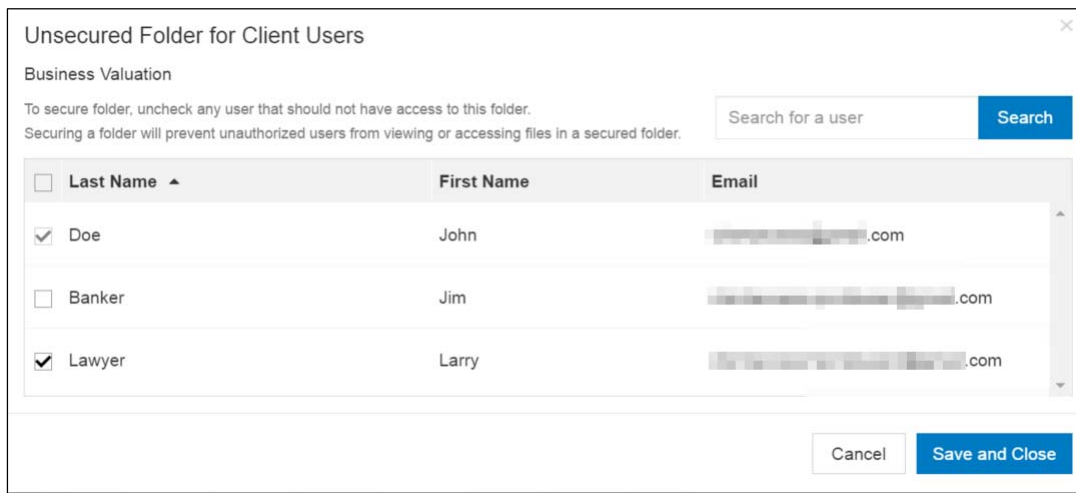 Unsecured Folder for Client Users
Business Valuation
To secure folder, uncheck any user that should not have access to this folder.
Securing a folder will prevent unauthorized users from viewing or accessing files in a secured folder.
Search for a user Search
Last Name First Name Email
Doe John .com
Banker Jim .com
Lawyer Larry .com
Cancel Save and Close